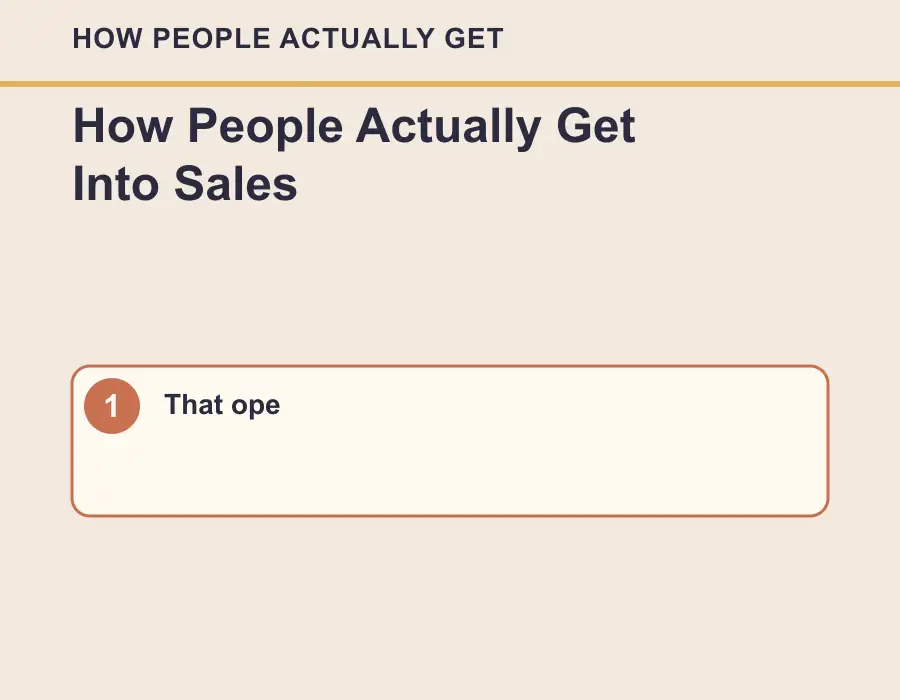 HOW PEOPLE ACTUALLY GET
How People Actually Get
Into Sales
1
That ope